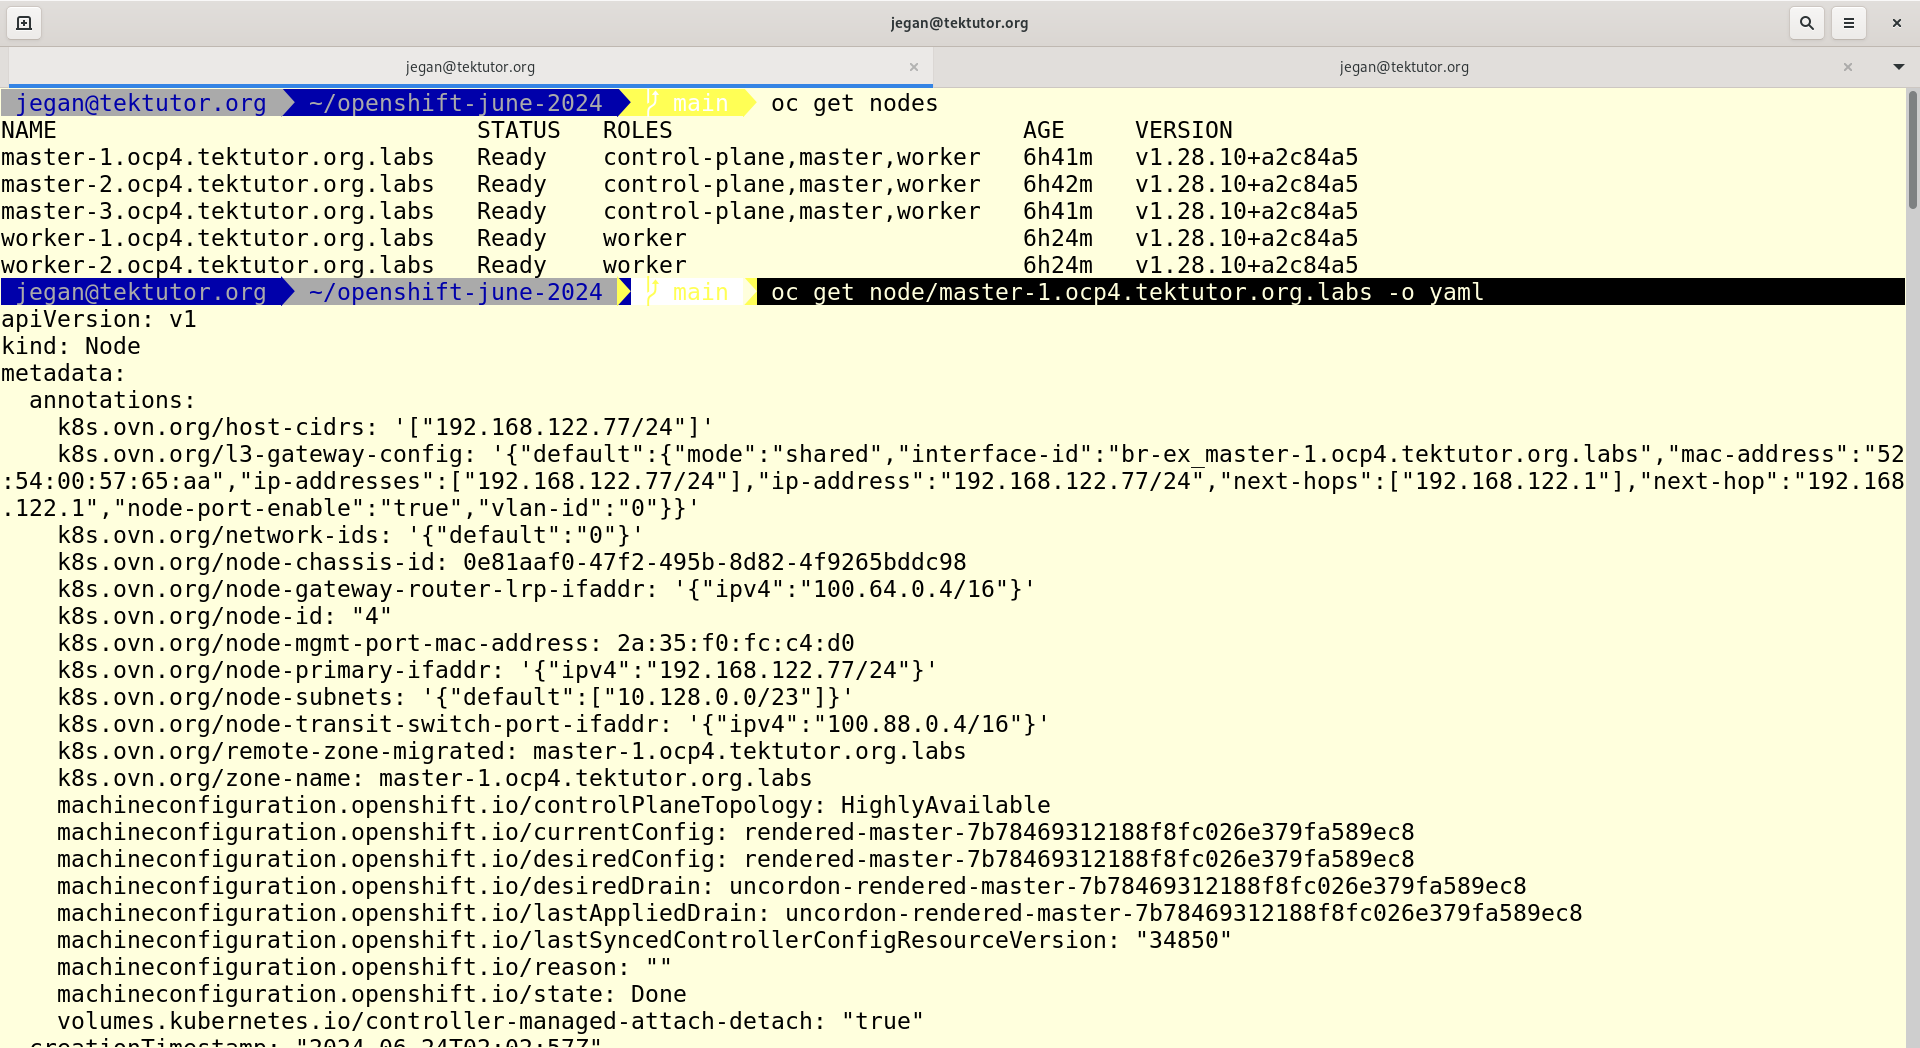 jegan@tektutor.org
jegan@tektutor.org jegan@tektutor.org
jegan@tektutor.org ~/openshift-june-2024 main oc get nodes
NAME STATUS ROLES AGE VERSION
master-1.ocp4.tektutor.org.labs Ready control-plane,master,worker 6h41m v1.28.10+a2c84a5
master-2.ocp4.tektutor.org.labs Ready control-plane,master,worker 6h42m v1.28.10+a2c84a5
master-3.ocp4.tektutor.org.labs Ready control-plane,master,worker 6h41m v1.28.10+a2c84a5
worker-1.ocp4.tektutor.org.labs Ready worker 6h24m v1.28.10+a2c84a5
worker-2.ocp4.tektutor.org.labs Ready worker 6h24m v1.28.10+a2c84a5
jegan@tektutor.org ~/openshift-june-2024 main oc get node/master-1.ocp4.tektutor.org.labs -o yaml
apiVersion: v1
kind: Node
metadata:
  annotations:
    k8s.ovn.org/host-cidrs: '["192.168.122.77/24"]'
    k8s.ovn.org/l3-gateway-config: '{"default":{"mode":"shared","interface-id":"br-ex_master-1.ocp4.tektutor.org.labs","mac-address":"52
:54:00:57:65:aa","ip-addresses":["192.168.122.77/24"],"ip-address":"192.168.122.77/24","next-hops":["192.168.122.1"],"next-hop":"192.168
.122.1","node-port-enable":"true","vlan-id":"0"}}'
    k8s.ovn.org/network-ids: '{"default":"0"}'
    k8s.ovn.org/node-chassis-id: 0e81aaf0-47f2-495b-8d82-4f9265bddc98
    k8s.ovn.org/node-gateway-router-lrp-ifaddr: '{"ipv4":"100.64.0.4/16"}'
    k8s.ovn.org/node-id: "4"
    k8s.ovn.org/node-mgmt-port-mac-address: 2a:35:f0:fc:c4:d0
    k8s.ovn.org/node-primary-ifaddr: '{"ipv4":"192.168.122.77/24"}'
    k8s.ovn.org/node-subnets: '{"default":["10.128.0.0/23"]}'
    k8s.ovn.org/node-transit-switch-port-ifaddr: '{"ipv4":"100.88.0.4/16"}'
    k8s.ovn.org/remote-zone-migrated: master-1.ocp4.tektutor.org.labs
    k8s.ovn.org/zone-name: master-1.ocp4.tektutor.org.labs
    machineconfiguration.openshift.io/controlPlaneTopology: HighlyAvailable
    machineconfiguration.openshift.io/currentConfig: rendered-master-7b78469312188f8fc026e379fa589ec8
    machineconfiguration.openshift.io/desiredConfig: rendered-master-7b78469312188f8fc026e379fa589ec8
    machineconfiguration.openshift.io/desiredDrain: uncordon-rendered-master-7b78469312188f8fc026e379fa589ec8
    machineconfiguration.openshift.io/lastAppliedDrain: uncordon-rendered-master-7b78469312188f8fc026e379fa589ec8
    machineconfiguration.openshift.io/lastSyncedControllerConfigResourceVersion: "34850"
    machineconfiguration.openshift.io/reason: ""
    machineconfiguration.openshift.io/state: Done
    volumes.kubernetes.io/controller-managed-attach-detach: "true"
  creationTimestamp: "2024-06-24T02:02:57Z"